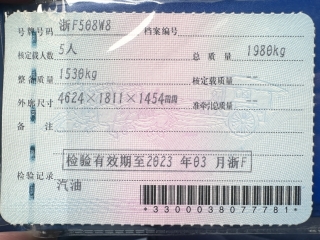 号牌号码 浙F508W8 档案编号
核定载人数 5人 总质量 1980kg
整备质量 1530kg 核定载质量 --
外廓尺寸 4624×1811×1454mm 准牵引总质量 --
备注
检验有效期至2023 年03 月浙F
检验记录 汽油
*3300038077781*